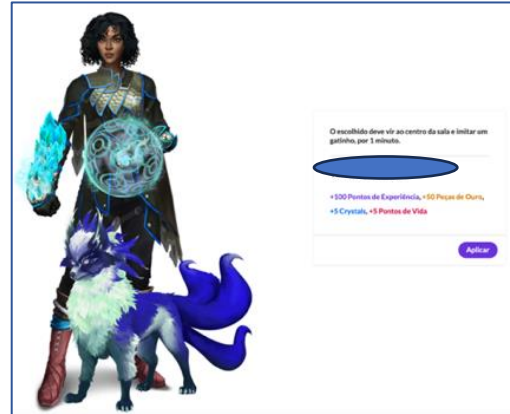 O escolhido deve vir ao centro da sala e imitar um
gatinho, por 1 minuto.
+100 Pontos de Experiência, +50 Peças de Ouro,
+5 Crystals, +5 Pontos de Vida
Aplicar